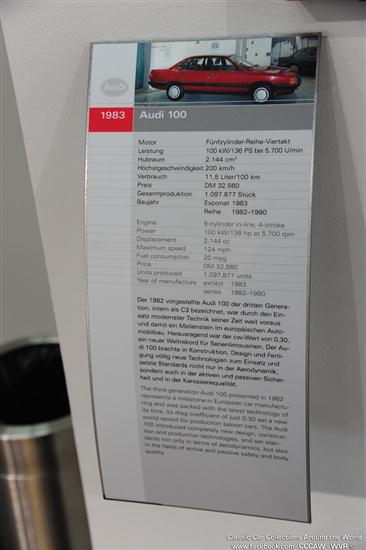 Audi
1983 Audi 100
Motor Fünfzylinder-Reihe-Viertakt
Leistung 100 kW/136 PS bei 5.700 U/min
Hubraum 2.144 cm³
Höchstgeschwindigkeit 200 km/h
Verbrauch 11,5 Liter/100 km
Preis DM 32.560
Gesamtproduktion 1.097.877 Stück
Baujahr Exponat 1983
Reihe 1982–1990
Engine 5-cylinder in-line, 4-stroke
Power 100 kW/136 hp at 5,700 rpm
Displacement 2,144 cc
Maximum speed 124 mph
Fuel consumption 20 mpg
Price DM 32,560
Units produced 1,097,877 units
Year of manufacture exhibit 1983
series 1982–1990
Der 1982 vorgestellte Audi 100 der dritten Genera-
tion, intern als C3 bezeichnet, war durch den Ein-
satz modernster Technik seiner Zeit weit voraus
und damit ein Meilenstein im europäischen Auto-
mobilbau. Herausragend war der cw-Wert von 0,30,
ein neuer Weltrekord für Serienlimousinen. Der Au-
di 100 brachte in Konstruktion, Design und Ferti-
gung völlig neue Technologien zum Einsatz und
setzte Standards nicht nur in der Aerodynamik,
sondern auch in der aktiven und passiven Sicher-
heit und in der Karosseriequalität.
The third-generation Audi 100 presented in 1982
represents a milestone in European car manufactu-
ring and was packed with the latest technology of
its time. Its drag coefficient of just 0.30 set a new
world record for production saloon cars. The Audi
100 introduced completely new design, construc-
tion and production technologies, and set stan-
dards not only in terms of aerodynamics, but also
in the fields of active and passive safety and body
quality.
Classic Car Collections Around the World
www.facebook.com/CCCAW.WVR